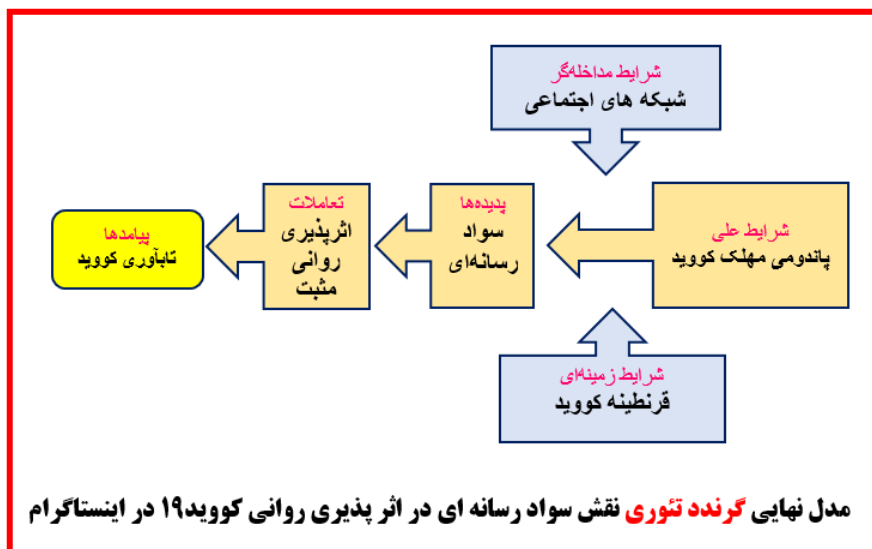 شرایط مداخله‌گر
شبکه های اجتماعی
شرایط علی
پاندومی مهلک کووید
پدیده‌ها
سواد
رسانه‌ای
تعاملات
اثرپذیری
روانی
مثبت
پیامدها
تاب‌آوری کووید
شرایط زمینه‌ای
قرنطینه کووید
مدل نهایی گرندد تئوری نقش سواد رسانه ای در اثر پذیری روانی کووید۱۹ در اینستاگرام